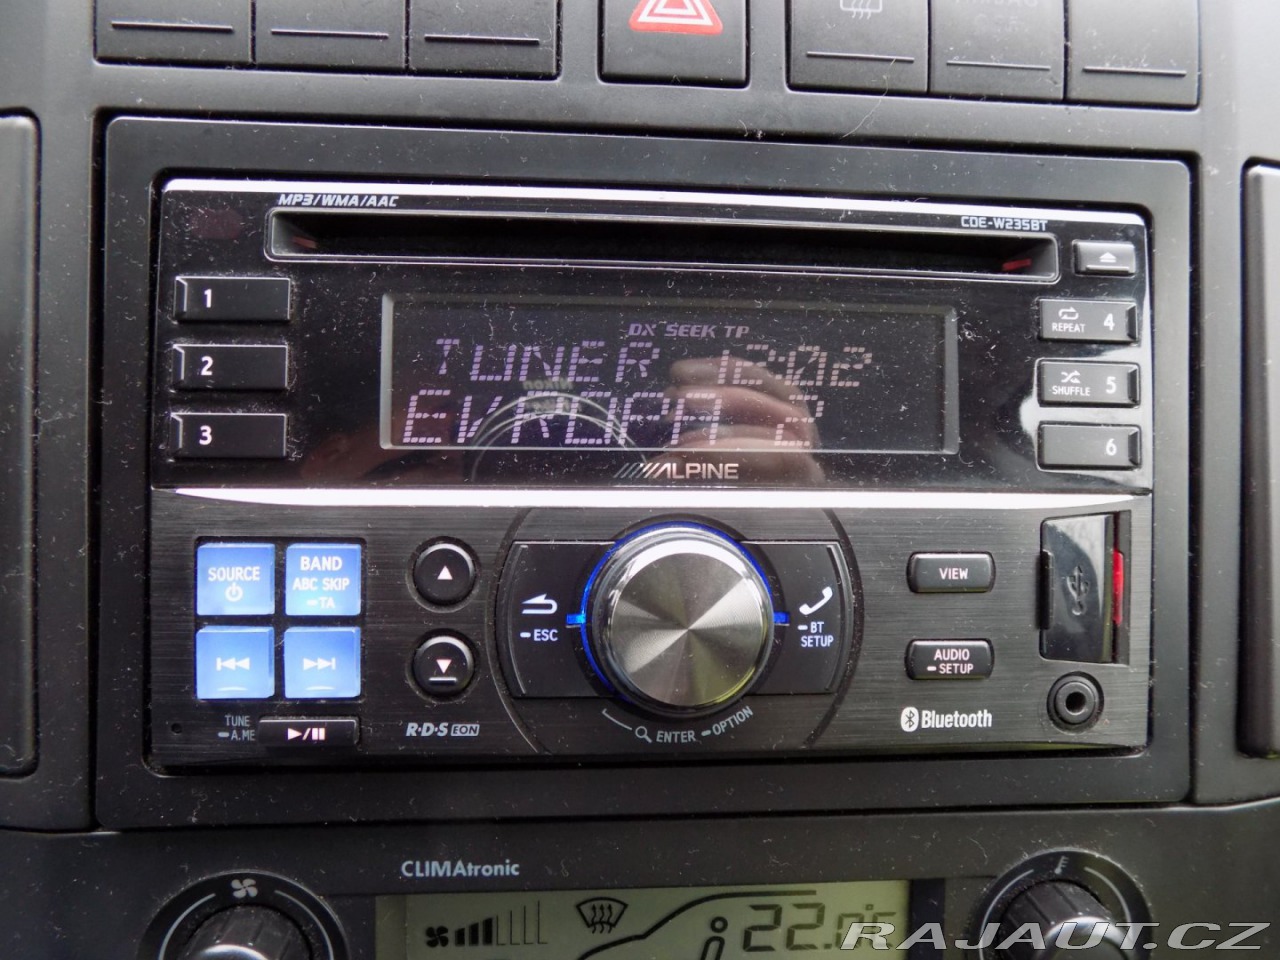 MP3/WMA/AAC
CDE-W235BT
1
2
3
REPEAT 4
SHUFFLE 5
6
DX SEEK TP
TUNER 12:02
EVROPA 2
ALPINE
SOURCE
BAND
ABC SKIP
TA
ESC
BT
SETUP
VIEW
AUDIO
SETUP
TUNE
A.ME
R·D·S EON
ENTER OPTION
Bluetooth
CLIMAtronic
22.0°C
RAJAUT.CZ